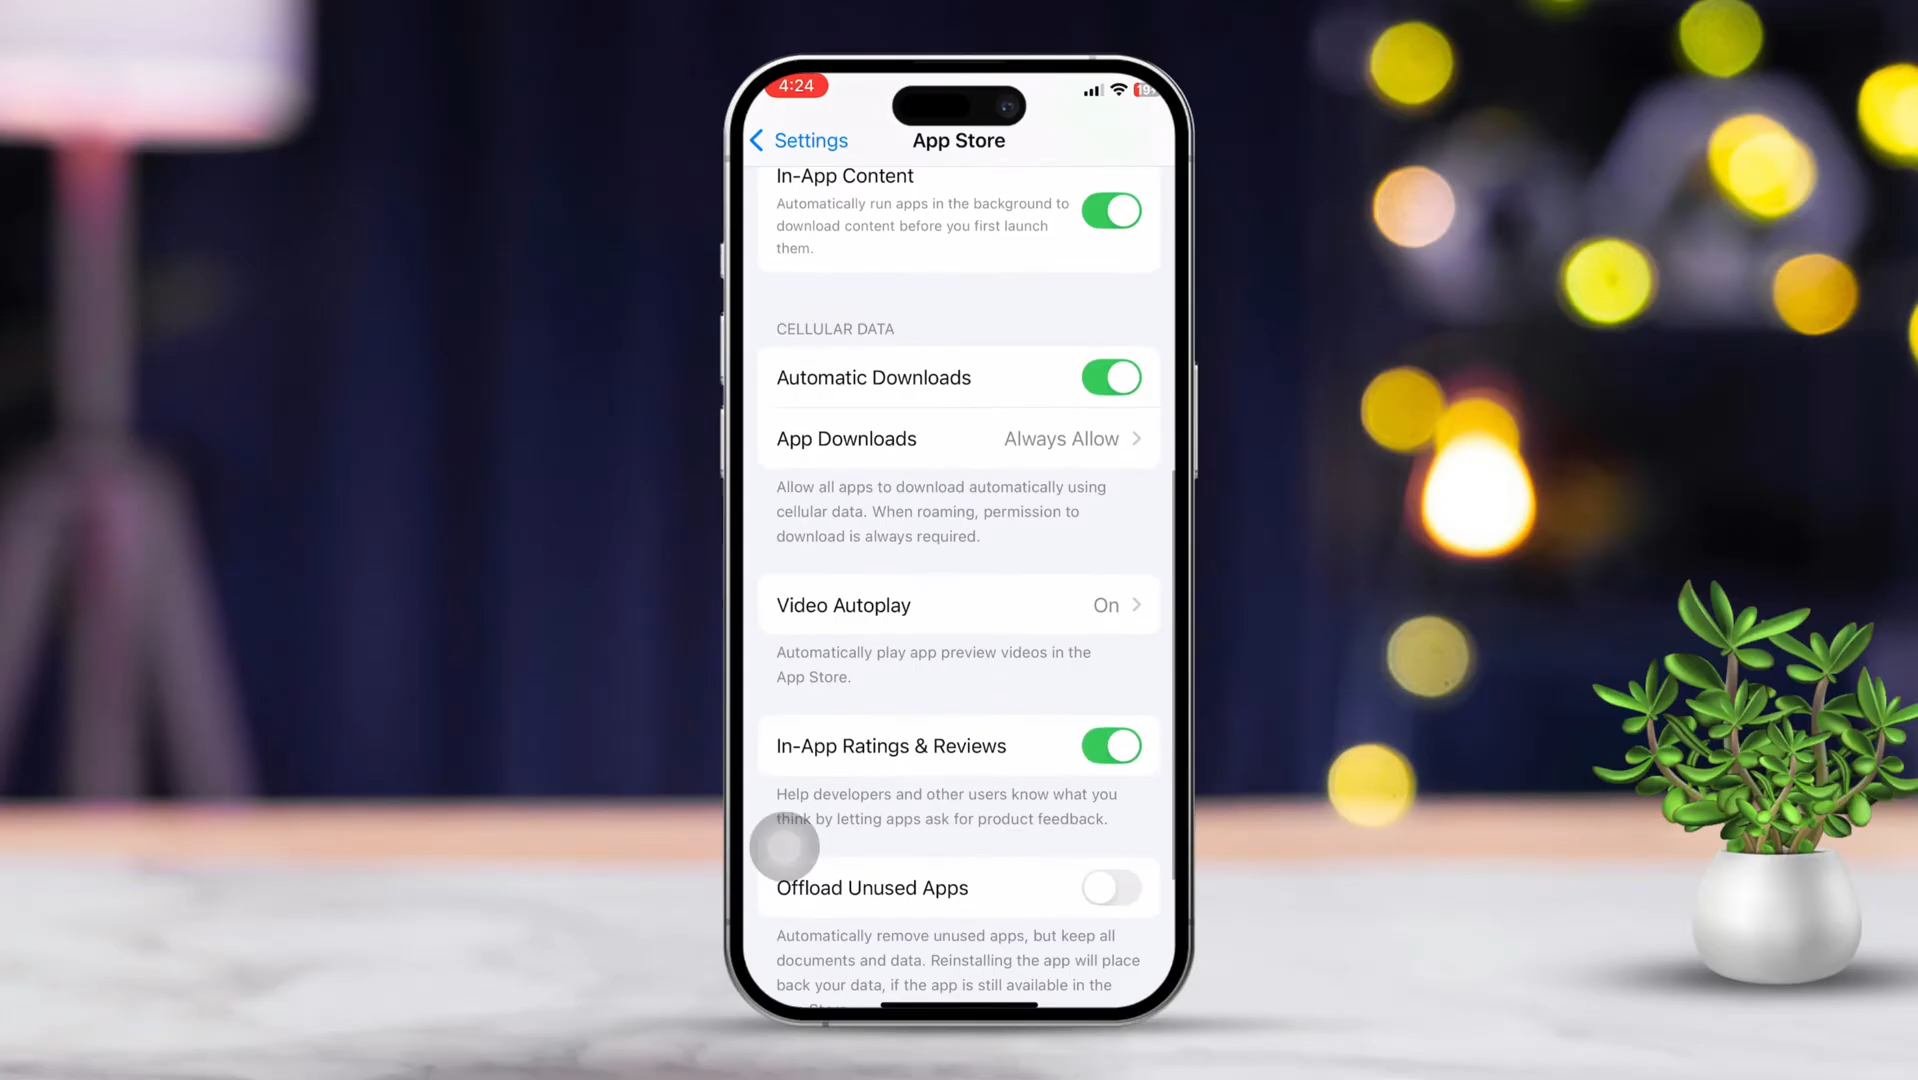 4:24
Settings
App Store
In-App Content
Automatically run apps in the background to
download content before you first launch
them.
CELLULAR DATA
Automatic Downloads
App Downloads
Always Allow
Allow all apps to download automatically using
cellular data. When roaming, permission to
download is always required.
Video Autoplay
On
Automatically play app preview videos in the
App Store.
In-App Ratings & Reviews
Help developers and other users know what you
think by letting apps ask for product feedback.
Offload Unused Apps
Automatically remove unused apps, but keep all
documents and data. Reinstalling the app will place
back your data, if the app is still available in the